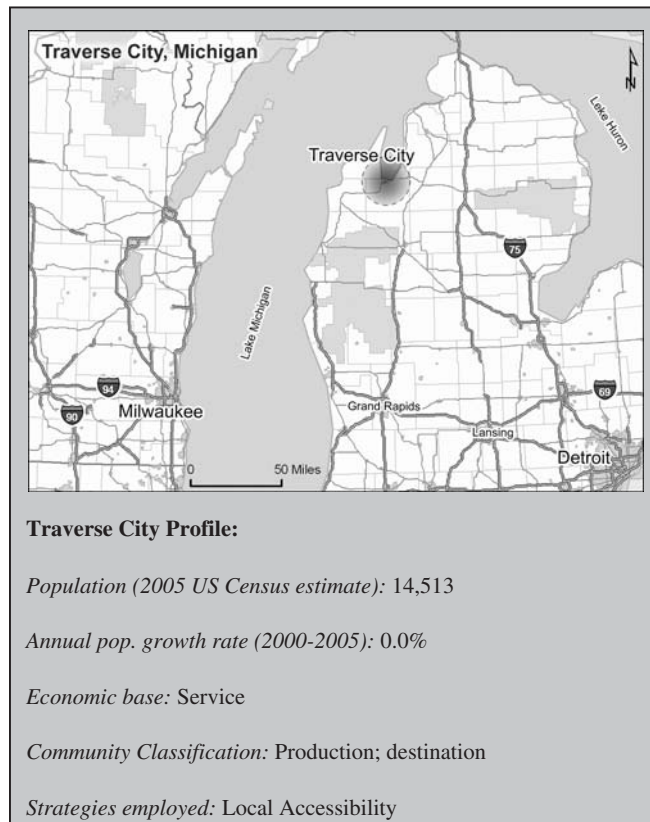 Traverse City, Michigan
N
Lake Huron
Traverse City
75
Lake Michigan
94
90
Milwaukee
Grand Rapids
69
Lansing
Detroit
0 50 Miles
Traverse City Profile:
Population (2005 US Census estimate): 14,513
Annual pop. growth rate (2000-2005): 0.0%
Economic base: Service
Community Classification: Production; destination
Strategies employed: Local Accessibility